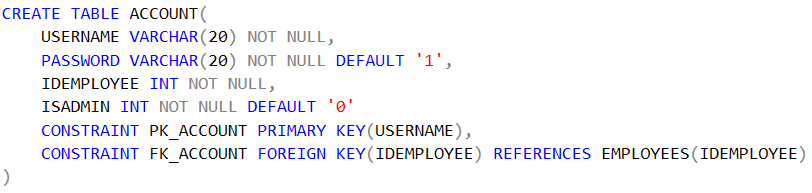 CREATE TABLE ACCOUNT(
    USERNAME VARCHAR(20) NOT NULL,
    PASSWORD VARCHAR(20) NOT NULL DEFAULT '1',
    IDEMPLOYEE INT NOT NULL,
    ISADMIN INT NOT NULL DEFAULT '0'
    CONSTRAINT PK_ACCOUNT PRIMARY KEY(USERNAME),
    CONSTRAINT FK_ACCOUNT FOREIGN KEY(IDEMPLOYEE) REFERENCES EMPLOYEES(IDEMPLOYEE)
)